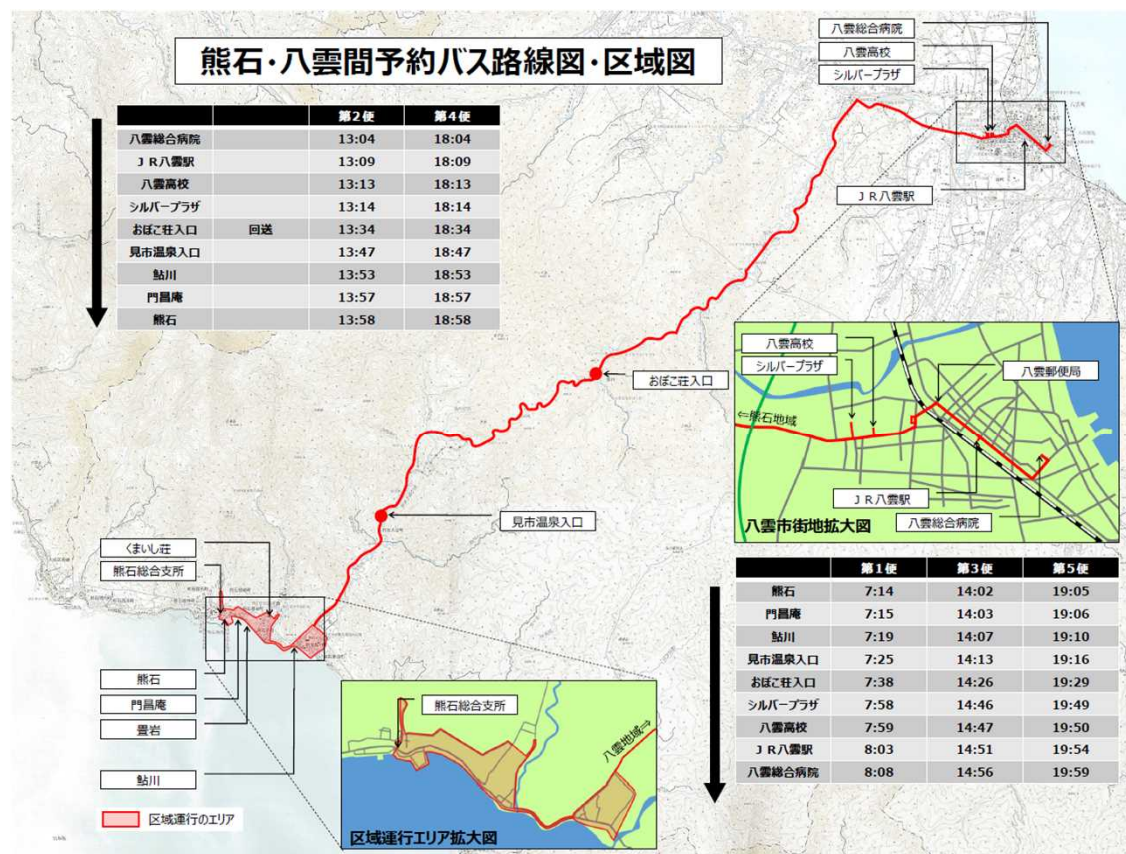 熊石・八雲間予約バス路線図・区域図
八雲総合病院
八雲高校
シルバープラザ
第2便 第4便
八雲総合病院 13:04 18:04
ＪＲ八雲駅 13:09 18:09
八雲高校 13:13 18:13
シルバープラザ 13:14 18:14
おぼこ荘入口 回送 13:34 18:34
見市温泉入口 13:47 18:47
鮎川 13:53 18:53
門昌庵 13:57 18:57
熊石 13:58 18:58
ＪＲ八雲駅
おぼこ荘入口
見市温泉入口
八雲高校
シルバープラザ
八雲郵便局
⇐熊石地域
ＪＲ八雲駅
八雲総合病院
八雲市街地拡大図
くまいし荘
熊石総合支所
熊石
門昌庵
畳岩
鮎川
区域運行のエリア
熊石総合支所
八雲地域⇒
区域運行エリア拡大図
第1便 第3便 第5便
熊石 7:14 14:02 19:05
門昌庵 7:15 14:03 19:06
鮎川 7:19 14:07 19:10
見市温泉入口 7:25 14:13 19:16
おぼこ荘入口 7:38 14:26 19:29
シルバープラザ 7:58 14:46 19:49
八雲高校 7:59 14:47 19:50
ＪＲ八雲駅 8:03 14:51 19:54
八雲総合病院 8:08 14:56 19:59